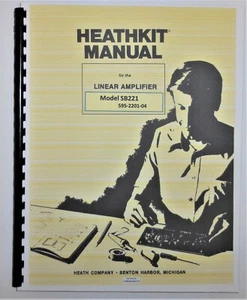 HEATHKIT®
MANUAL
for the
LINEAR AMPLIFIER
Model SB221
595-2201-04
HEATH COMPANY • BENTON HARBOR, MICHIGAN